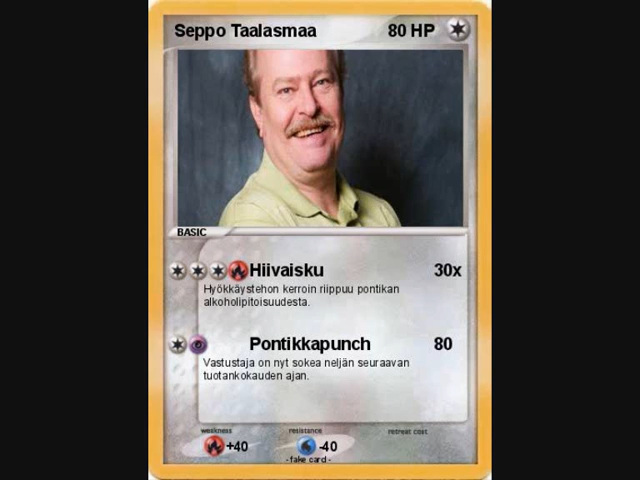 Seppo Taalasmaa 80 HP
BASIC
Hiivaisku 30x
Hyökkäystehon kerroin riippuu pontikan
alkoholipitoisuudesta.
Pontikkapunch 80
Vastustaja on nyt sokea neljän seuraavan
tuotankokauden ajan.
weakness resistance retreat cost
+40 -40
- fake card -